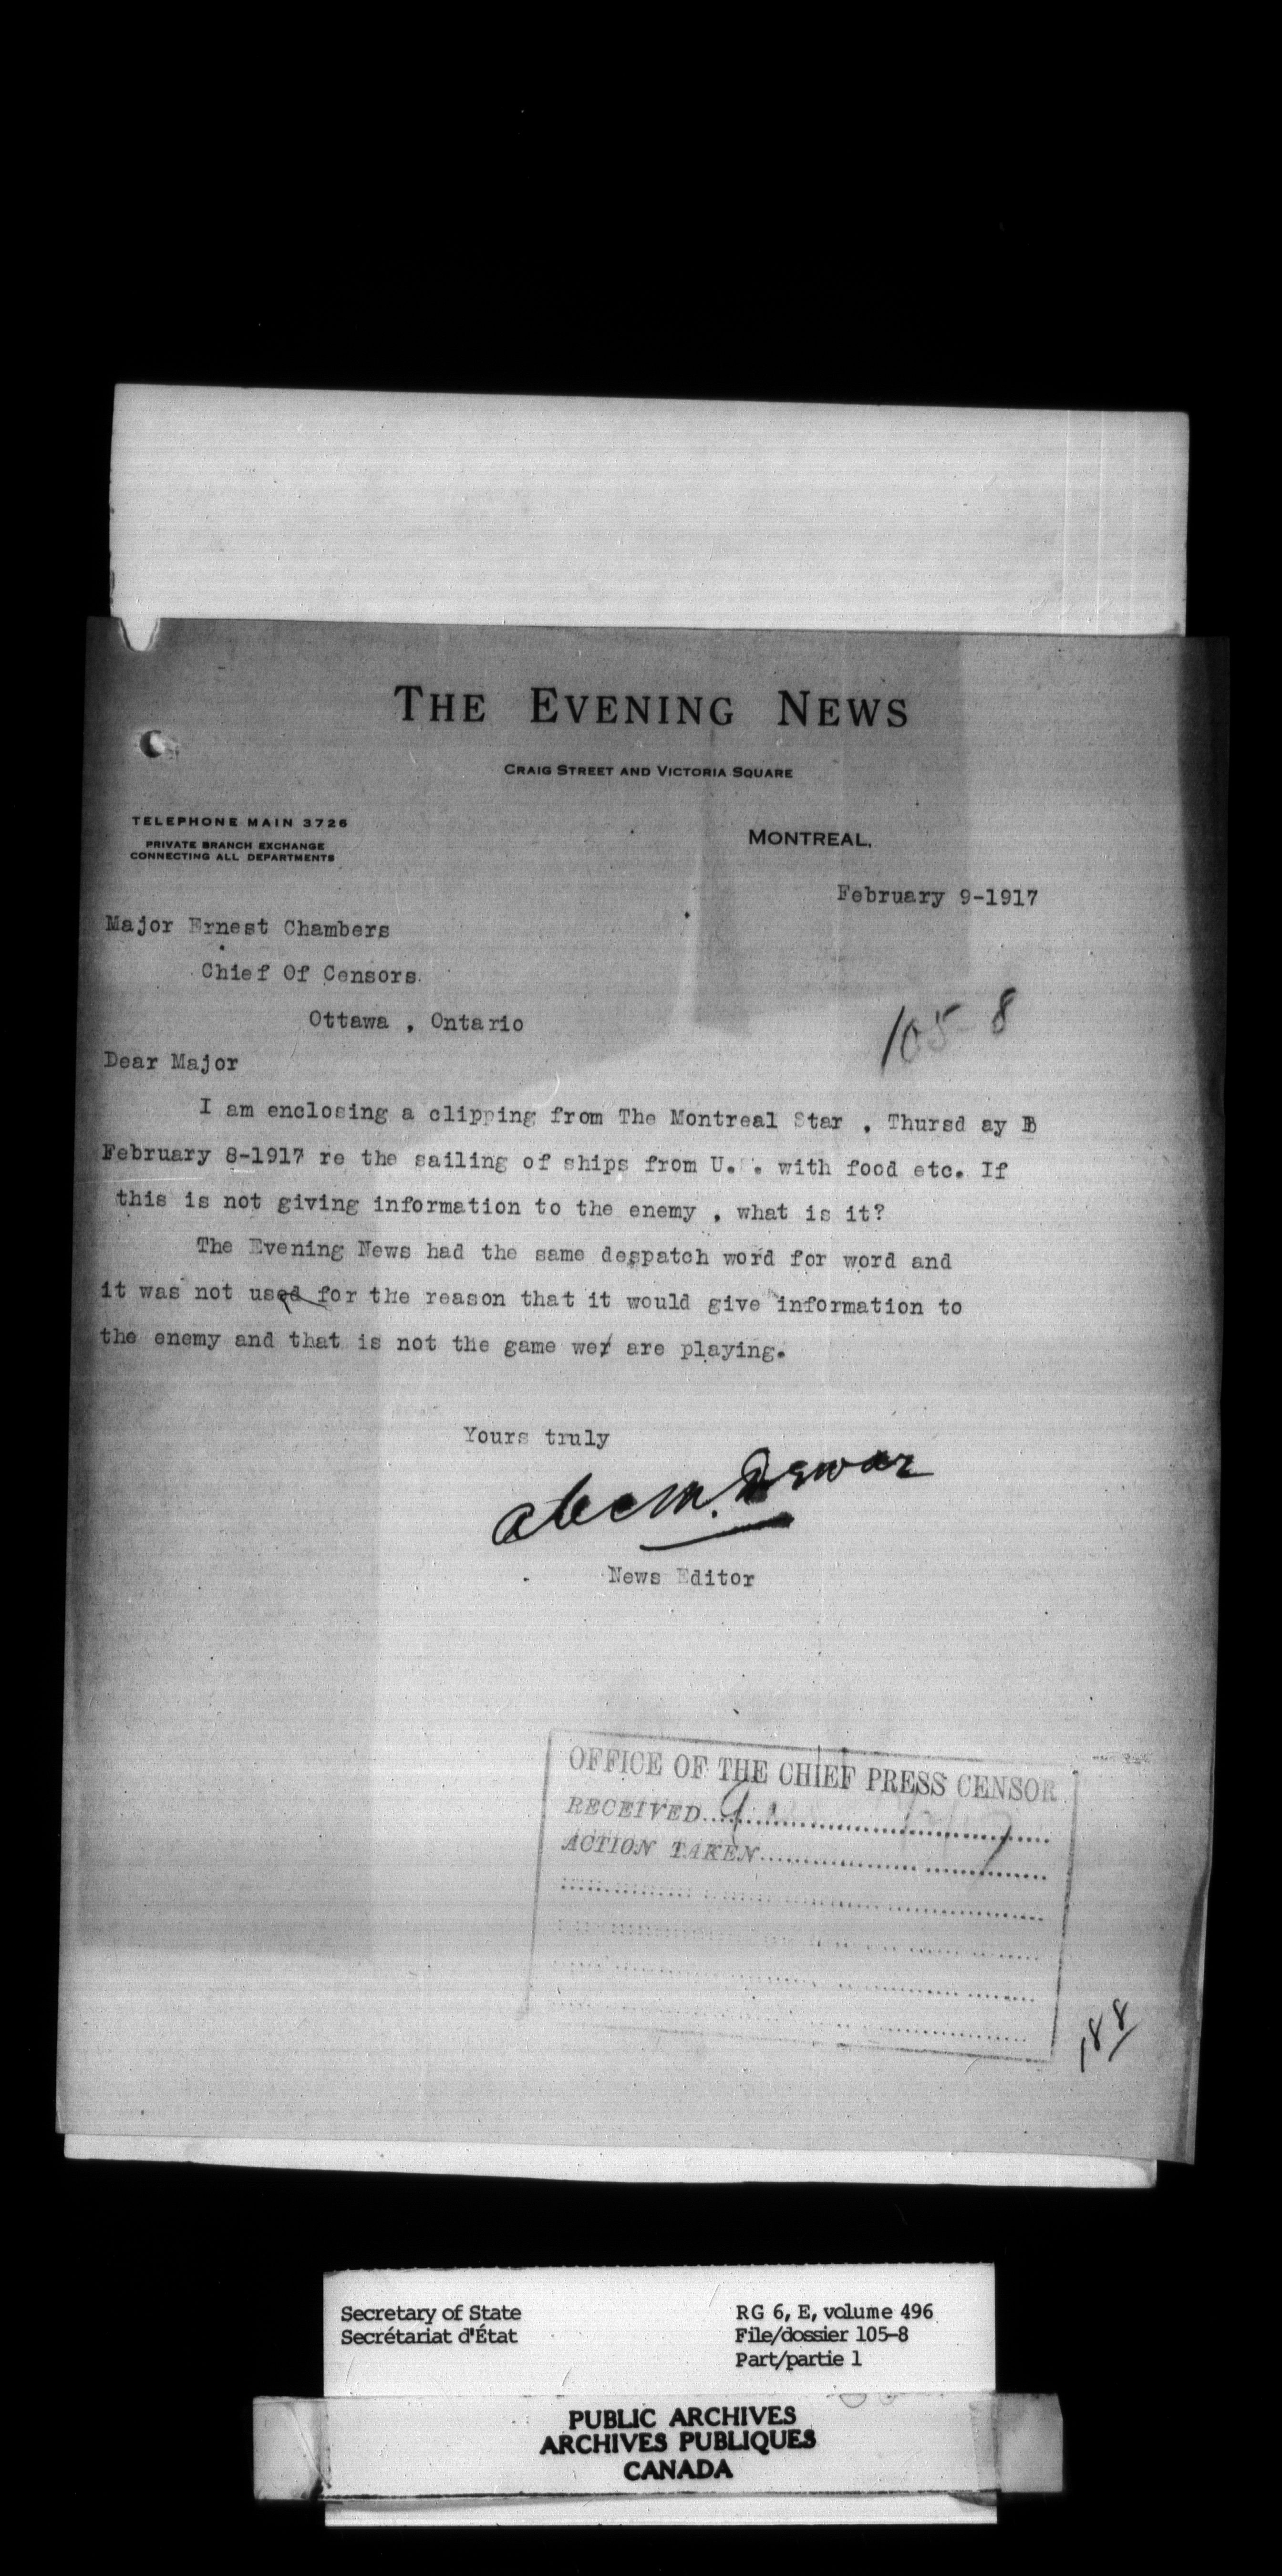 THE EVENING NEWS
CRAIG STREET AND VICTORIA SQUARE
TELEPHONE MAIN 3726
PRIVATE BRANCH EXCHANGE
CONNECTING ALL DEPARTMENTS
MONTREAL,
February 9-1917
Major Ernest Chambers
Chief Of Censors.
Ottawa , Ontario
105-8
Dear Major
I am enclosing a clipping from The Montreal Star , Thursd ay
February 8-1917 re the sailing of ships from U.S. with food etc. If
this is not giving information to the enemy , what is it?
The Evening News had the same despatch word for word and
it was not used for the reason that it would give information to
the enemy and that is not the game we are playing.
Yours truly
Alec M. Dewar
News Editor
OFFICE OF THE CHIEF PRESS CENSOR
RECEIVED
ACTION TAKEN
188
Secretary of State
Secrétariat d'État
RG 6, E, volume 496
File/dossier 105-8
Part/partie 1
PUBLIC ARCHIVES
ARCHIVES PUBLIQUES
CANADA